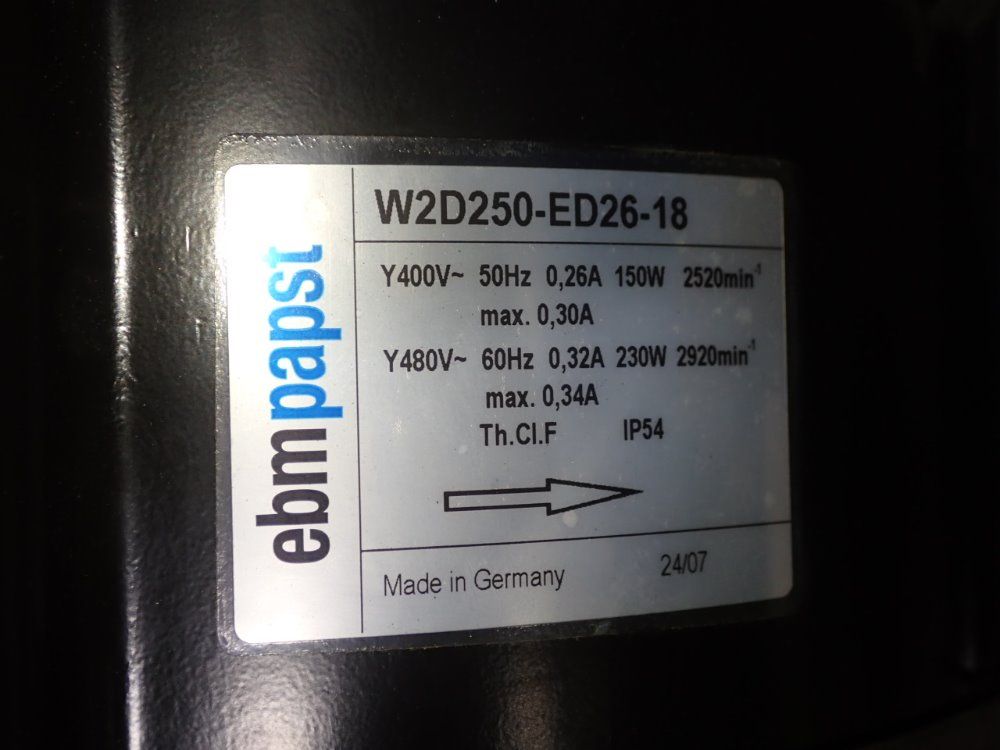 ebmpapst
W2D250-ED26-18
Y400V~ 50Hz 0,26A 150W 2520min⁻¹
max. 0,30A
Y480V~ 60Hz 0,32A 230W 2920min⁻¹
max. 0,34A
Th.Cl.F IP54
Made in Germany 24/07